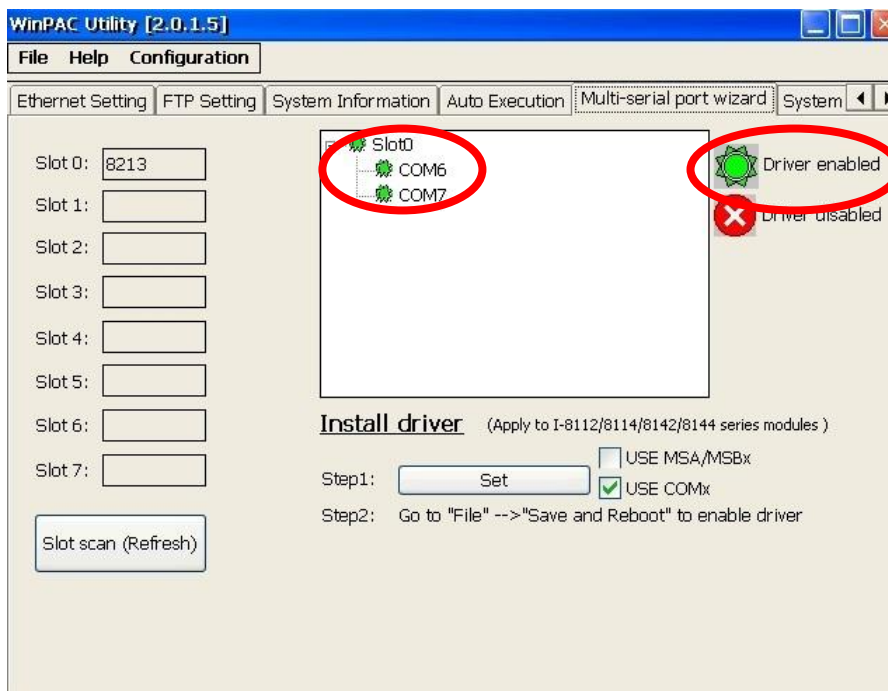 WinPAC Utility [2.0.1.5]
File Help Configuration
Ethernet Setting FTP Setting System Information Auto Execution Multi-serial port wizard System
Slot 0: 8213
Slot 1:
Slot 2:
Slot 3:
Slot 4:
Slot 5:
Slot 6:
Slot 7:
Slot scan (Refresh)
Slot0
COM6
COM7
Driver enabled
Driver disabled
Install driver (Apply to I-8112/8114/8142/8144 series modules )
Step1: Set
USE MSA/MSBx
USE COMx
Step2: Go to "File" -->"Save and Reboot" to enable driver